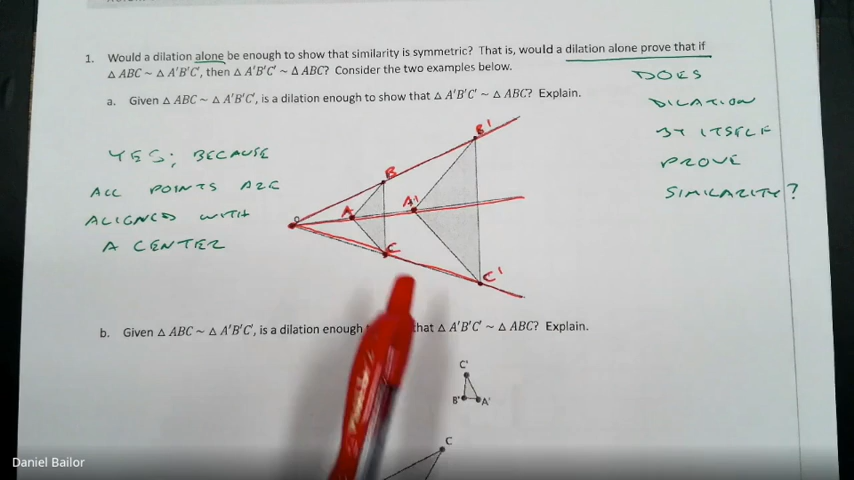 1. Would a dilation alone be enough to show that similarity is symmetric? That is, would a dilation alone prove that if
△ ABC ~ △ A'B'C', then △ A'B'C' ~ △ ABC? Consider the two examples below.
a. Given △ ABC ~ △ A'B'C', is a dilation enough to show that △ A'B'C' ~ △ ABC? Explain.
DOES
DILATION
BY ITSELF
PROVE
SIMILARITY?
YES; BECAUSE
ALL POINTS ARE
ALIGNED WITH
A CENTER
B'
B
A
A'
O
C
C'
b. Given △ ABC ~ △ A'B'C', is a dilation enough that △ A'B'C' ~ △ ABC? Explain.
C'
B'
A'
C
Daniel Bailor